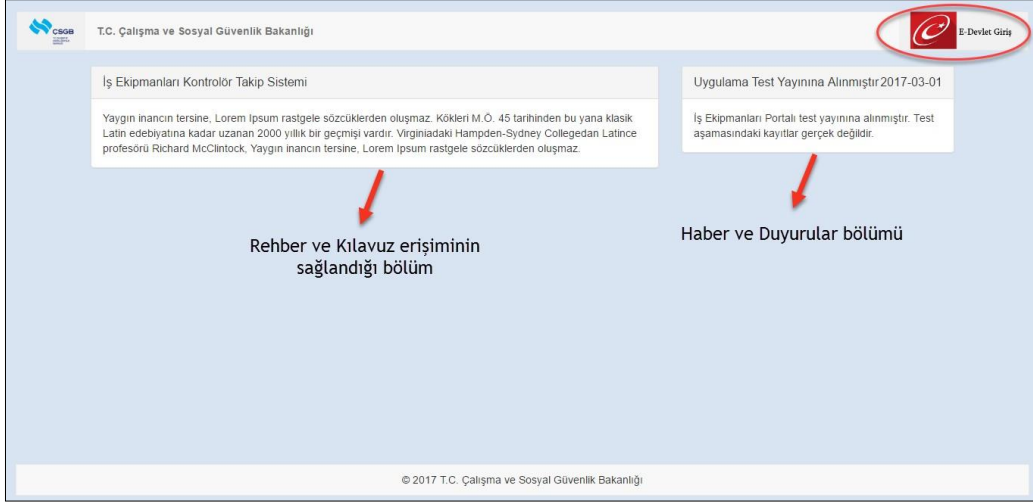 ÇSGB
T.C. Çalışma ve Sosyal Güvenlik Bakanlığı
E-Devlet Giriş
İş Ekipmanları Kontrolör Takip Sistemi
Yaygın inancın tersine, Lorem Ipsum rastgele sözcüklerden oluşmaz. Kökleri M.Ö. 45 tarihinden bu yana klasik
Latin edebiyatına kadar uzanan 2000 yıllık bir geçmişi vardır. Virginiadaki Hampden-Sydney Collegedan Latince
profesörü Richard McClintock, Yaygın inancın tersine, Lorem Ipsum rastgele sözcüklerden oluşmaz.
Uygulama Test Yayınına Alınmıştır 2017-03-01
İş Ekipmanları Portalı test yayınına alınmıştır. Test
aşamasındaki kayıtlar gerçek değildir.
Rehber ve Kılavuz erişiminin
sağlandığı bölüm
Haber ve Duyurular bölümü
© 2017 T.C. Çalışma ve Sosyal Güvenlik Bakanlığı